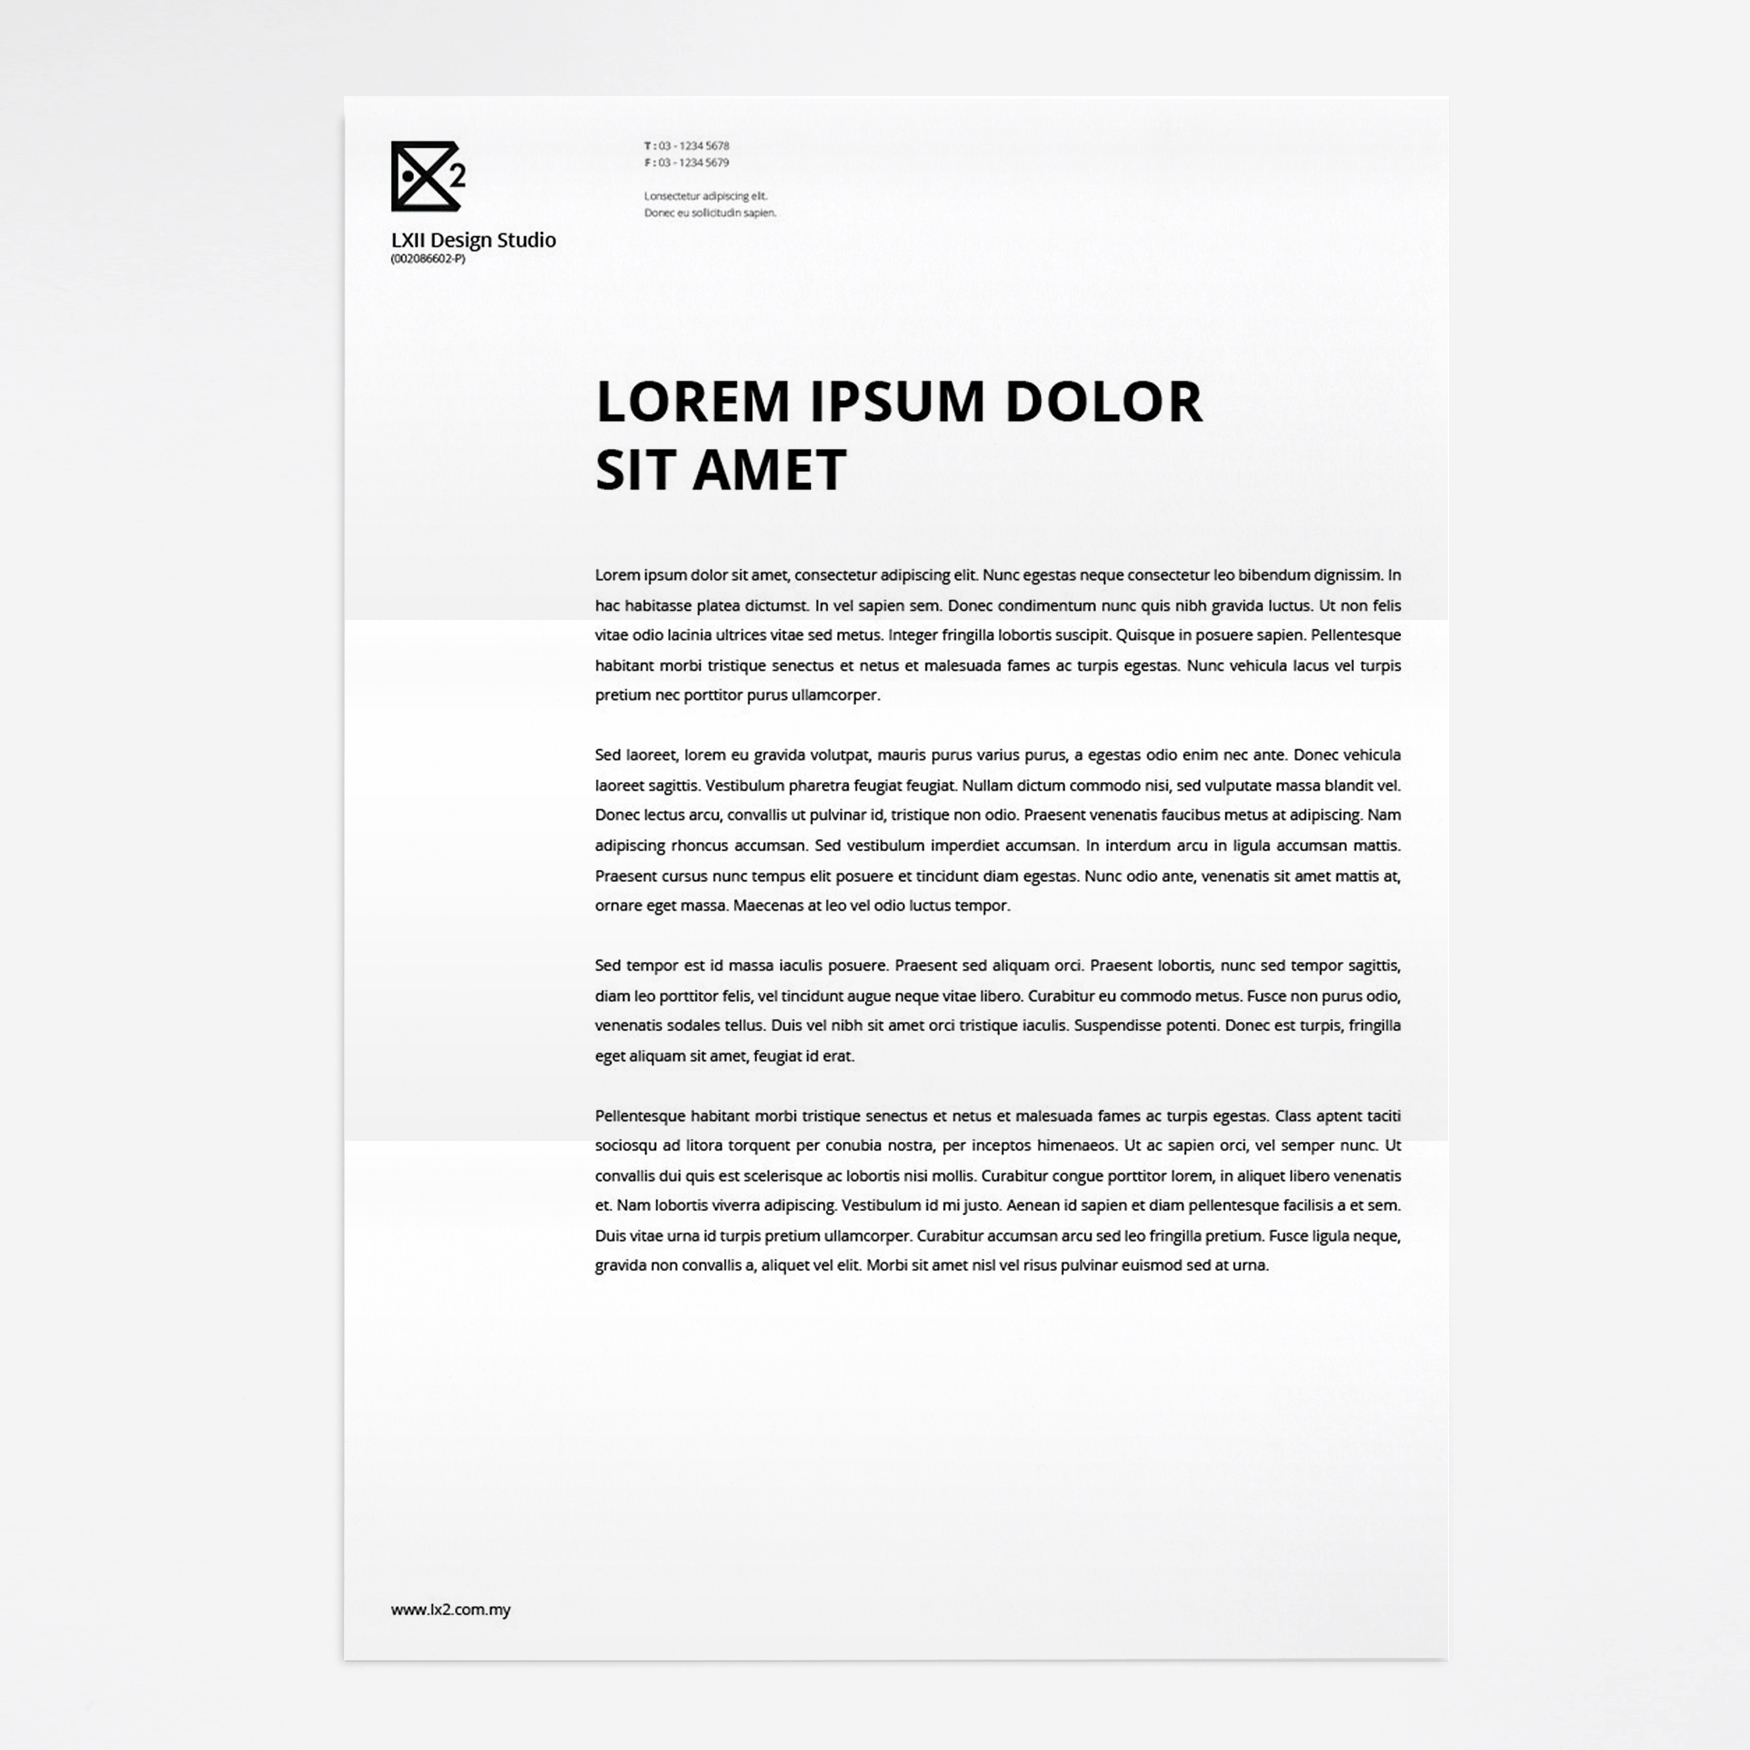 2
LXII Design Studio
(002086602-P)
T : 03 - 1234 5678
F : 03 - 1234 5679
Lonsectetur adipiscing elit.
Donec eu sollicitudin sapien.
LOREM IPSUM DOLOR
SIT AMET
Lorem ipsum dolor sit amet, consectetur adipiscing elit. Nunc egestas neque consectetur leo bibendum dignissim. In
hac habitasse platea dictumst. In vel sapien sem. Donec condimentum nunc quis nibh gravida luctus. Ut non felis
vitae odio lacinia ultrices vitae sed metus. Integer fringilla lobortis suscipit. Quisque in posuere sapien. Pellentesque
habitant morbi tristique senectus et netus et malesuada fames ac turpis egestas. Nunc vehicula lacus vel turpis
pretium nec porttitor purus ullamcorper.
Sed laoreet, lorem eu gravida volutpat, mauris purus varius purus, a egestas odio enim nec ante. Donec vehicula
laoreet sagittis. Vestibulum pharetra feugiat feugiat. Nullam dictum commodo nisi, sed vulputate massa blandit vel.
Donec lectus arcu, convallis ut pulvinar id, tristique non odio. Praesent venenatis faucibus metus at adipiscing. Nam
adipiscing rhoncus accumsan. Sed vestibulum imperdiet accumsan. In interdum arcu in ligula accumsan mattis.
Praesent cursus nunc tempus elit posuere et tincidunt diam egestas. Nunc odio ante, venenatis sit amet mattis at,
ornare eget massa. Maecenas at leo vel odio luctus tempor.
Sed tempor est id massa iaculis posuere. Praesent sed aliquam orci. Praesent lobortis, nunc sed tempor sagittis,
diam leo porttitor felis, vel tincidunt augue neque vitae libero. Curabitur eu commodo metus. Fusce non purus odio,
venenatis sodales tellus. Duis vel nibh sit amet orci tristique iaculis. Suspendisse potenti. Donec est turpis, fringilla
eget aliquam sit amet, feugiat id erat.
Pellentesque habitant morbi tristique senectus et netus et malesuada fames ac turpis egestas. Class aptent taciti
sociosqu ad litora torquent per conubia nostra, per inceptos himenaeos. Ut ac sapien orci, vel semper nunc. Ut
convallis dui quis est scelerisque ac lobortis nisi mollis. Curabitur congue porttitor lorem, in aliquet libero venenatis
et. Nam lobortis viverra adipiscing. Vestibulum id mi justo. Aenean id sapien et diam pellentesque facilisis a et sem.
Duis vitae urna id turpis pretium ullamcorper. Curabitur accumsan arcu sed leo fringilla pretium. Fusce ligula neque,
gravida non convallis a, aliquet vel elit. Morbi sit amet nisl vel risus pulvinar euismod sed at urna.
www.lx2.com.my